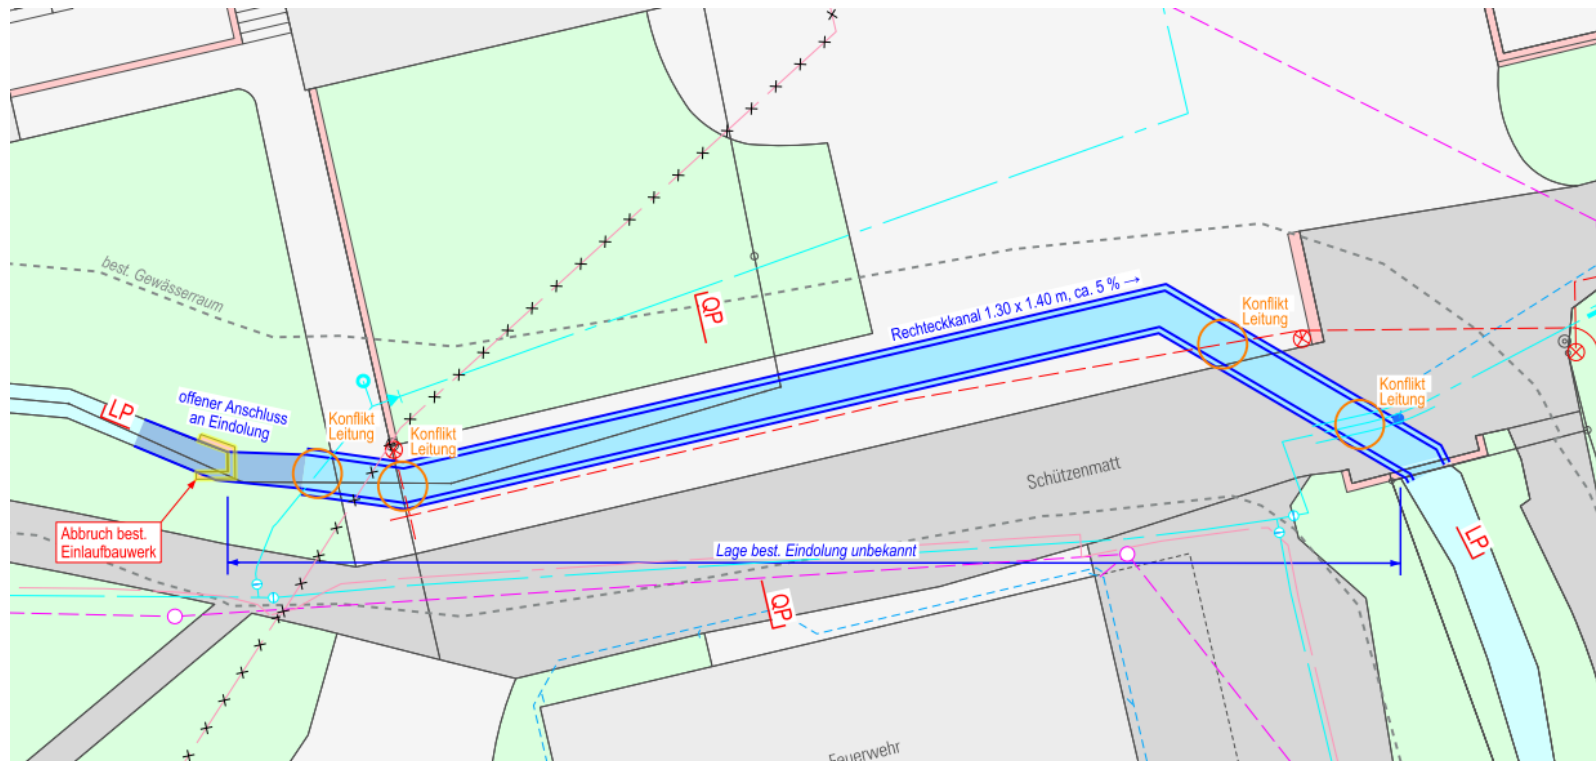 best. Gewässerraum
LP
offener Anschluss
an Eindolung
Konflikt
Leitung
Konflikt
Leitung
QP
Rechteckkanal 1.30 x 1.40 m, ca. 5 % →
Konflikt
Leitung
Konflikt
Leitung
Schützenmatt
Abbruch best.
Einlaufbauwerk
Lage best. Eindolung unbekannt
LP
QP
Feuerwehr